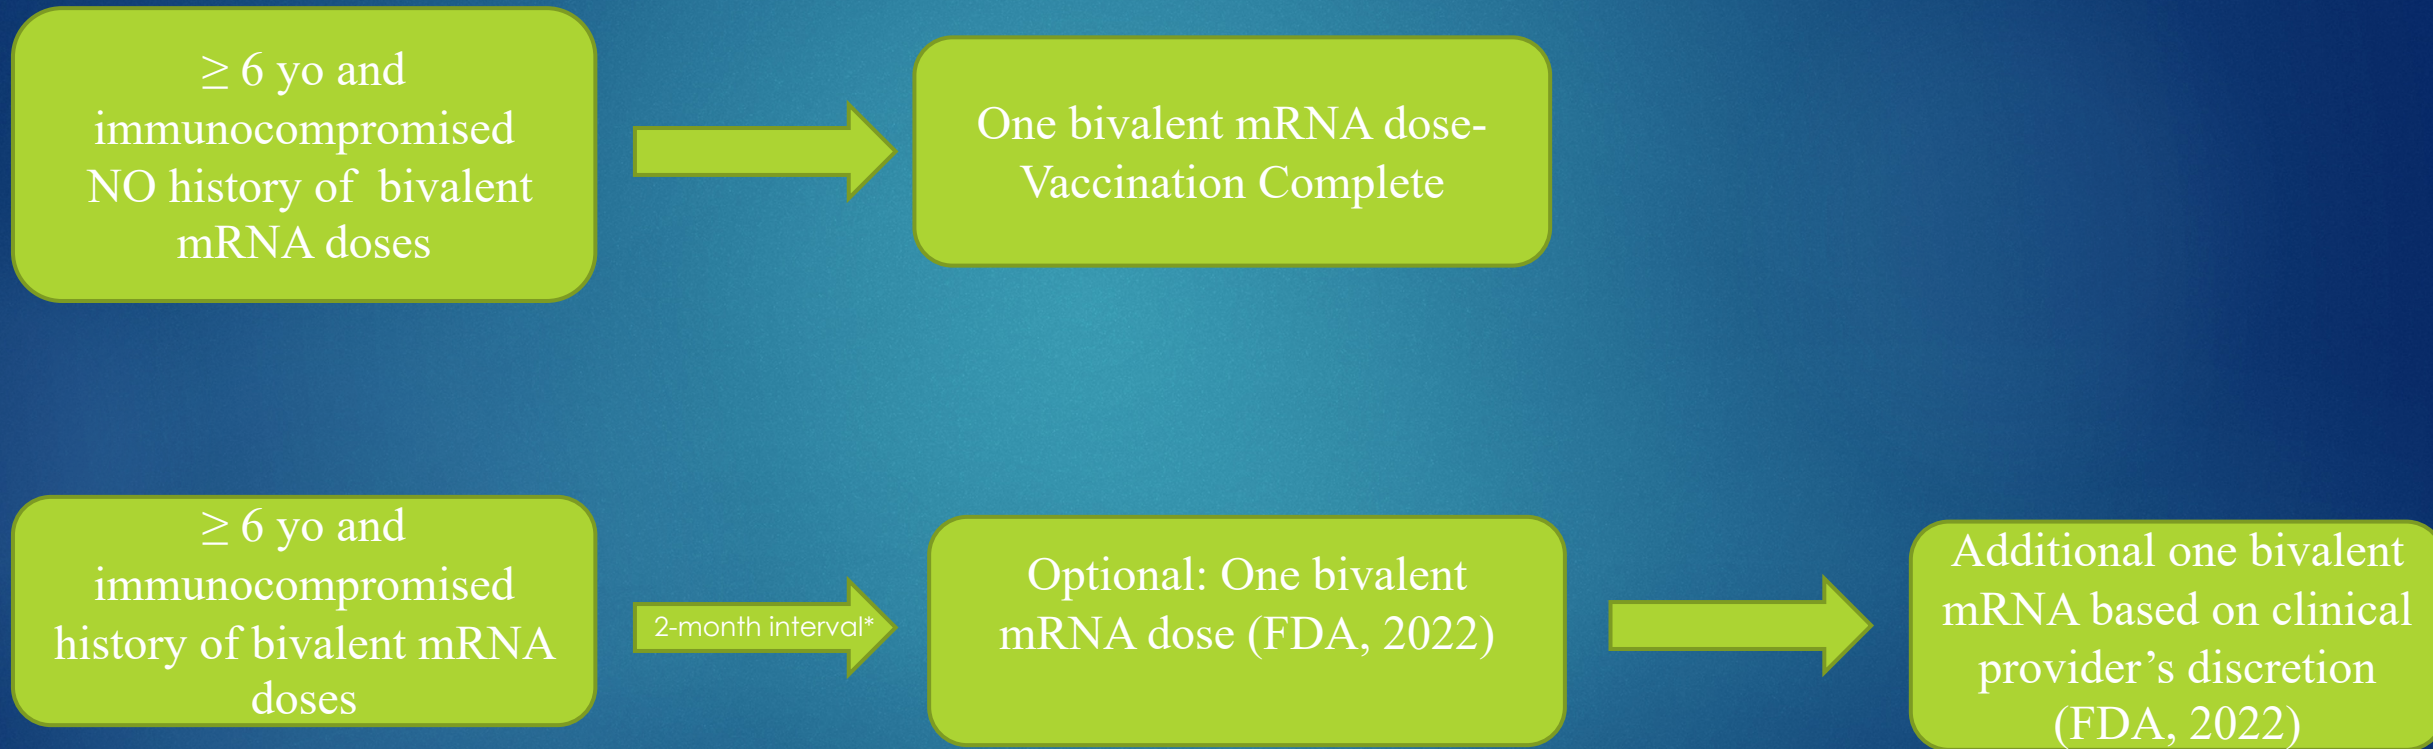 ≥ 6 yo and
immunocompromised
NO history of  bivalent
mRNA doses
One bivalent mRNA dose-
Vaccination Complete
≥ 6 yo and
immunocompromised
history of bivalent mRNA
doses
2-month interval*
Optional: One bivalent
mRNA dose (FDA, 2022)
Additional one bivalent
mRNA based on clinical
provider’s discretion
(FDA, 2022)